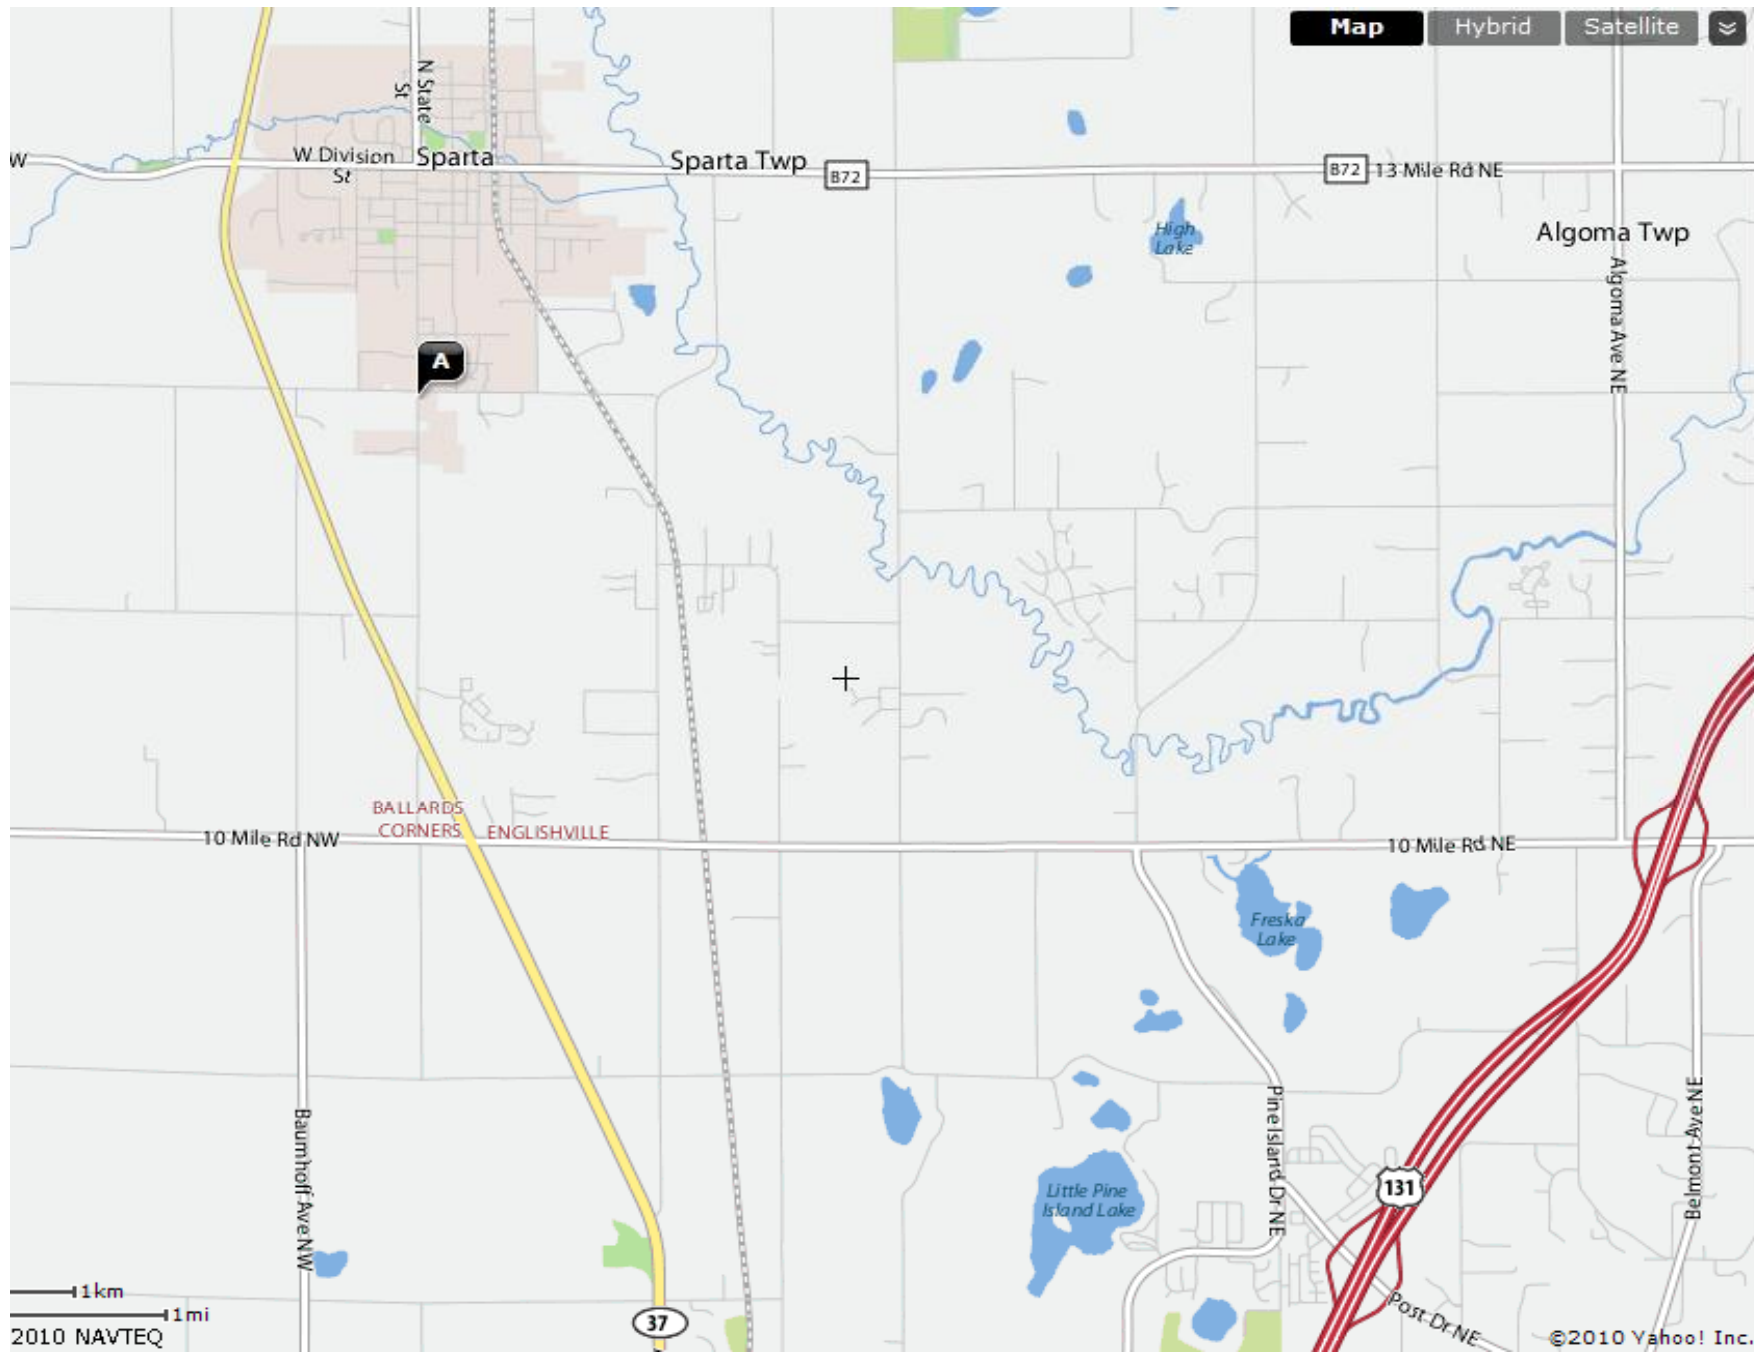 Map
Hybrid
Satellite
N State
St
W
W Division
St
Sparta
Sparta Twp
B72
B72
13 Mile Rd NE
High
Lake
Algoma Twp
Algoma Ave NE
A
BALLARDS
CORNERS
ENGLISHVILLE
10 Mile Rd NW
10 Mile Rd NE
Freska
Lake
Baumhoff Ave NW
Pine Island Dr NE
Belmont Ave NE
Little Pine
Island Lake
131
37
Post Dr NE
1km
1mi
2010 NAVTEQ
©2010 Yahoo! Inc.